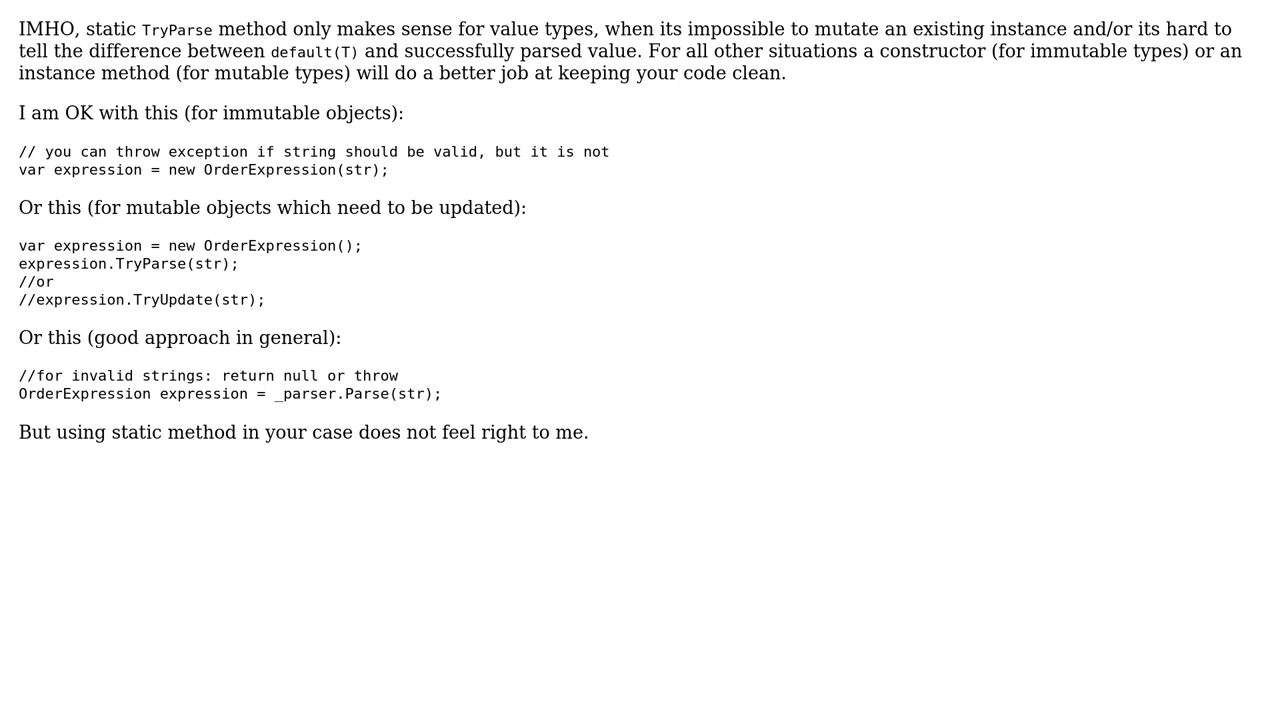 IMHO, static TryParse method only makes sense for value types, when its impossible to mutate an existing instance and/or its hard to
tell the difference between default(T) and successfully parsed value. For all other situations a constructor (for immutable types) or an
instance method (for mutable types) will do a better job at keeping your code clean.
I am OK with this (for immutable objects):
// you can throw exception if string should be valid, but it is not
var expression = new OrderExpression(str);
Or this (for mutable objects which need to be updated):
var expression = new OrderExpression();
expression.TryParse(str);
//or
//expression.TryUpdate(str);
Or this (good approach in general):
//for invalid strings: return null or throw
OrderExpression expression = _parser.Parse(str);
But using static method in your case does not feel right to me.